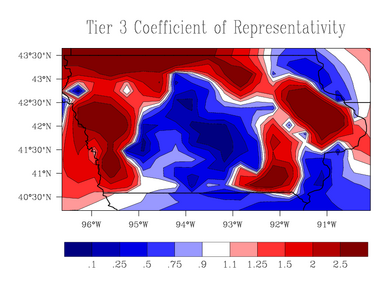 Tier 3 Coefficient of Representativity
43°30'N
43°N
42°30'N
42°N
41°30'N
41°N
40°30'N
96°W 95°W 94°W 93°W 92°W 91°W
.1 .25 .5 .75 .9 1.1 1.25 1.5 2 2.5